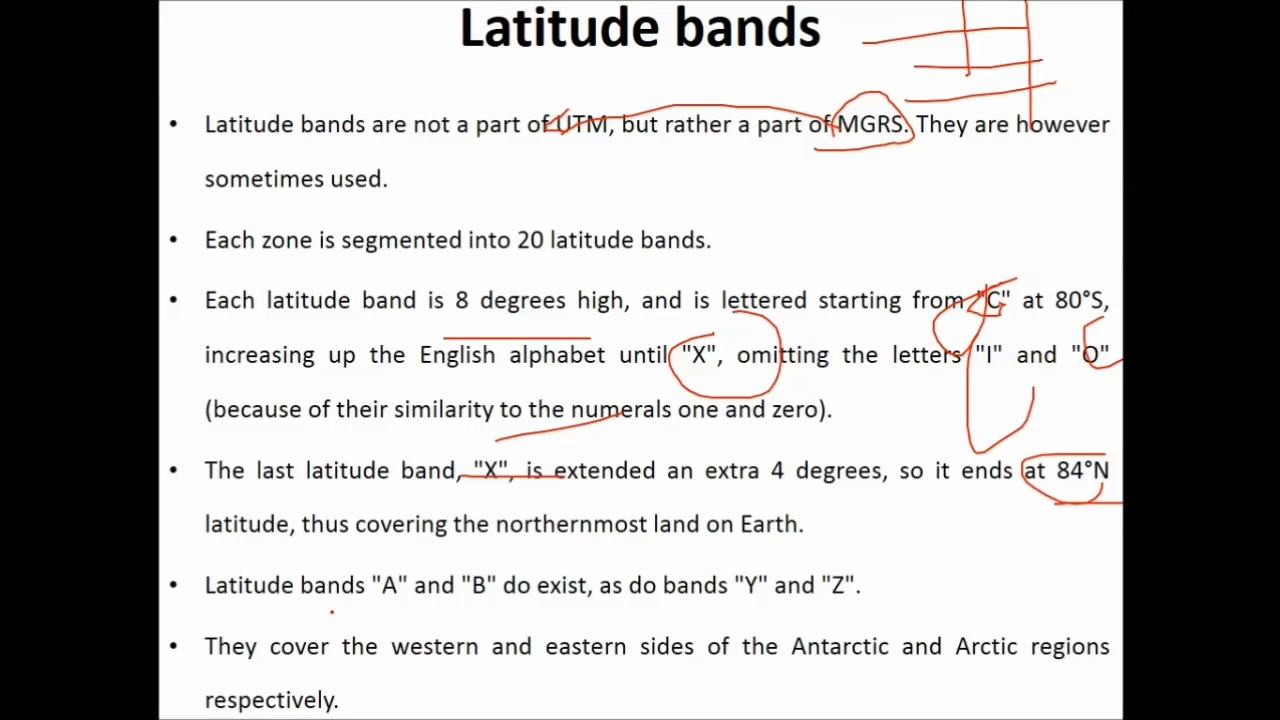 Latitude bands
• Latitude bands are not a part of UTM, but rather a part of MGRS. They are however
sometimes used.
• Each zone is segmented into 20 latitude bands.
• Each latitude band is 8 degrees high, and is lettered starting from "C" at 80°S,
increasing up the English alphabet until "X", omitting the letters "I" and "O"
(because of their similarity to the numerals one and zero).
• The last latitude band, "X", is extended an extra 4 degrees, so it ends at 84°N
latitude, thus covering the northernmost land on Earth.
• Latitude bands "A" and "B" do exist, as do bands "Y" and "Z".
• They cover the western and eastern sides of the Antarctic and Arctic regions
respectively.